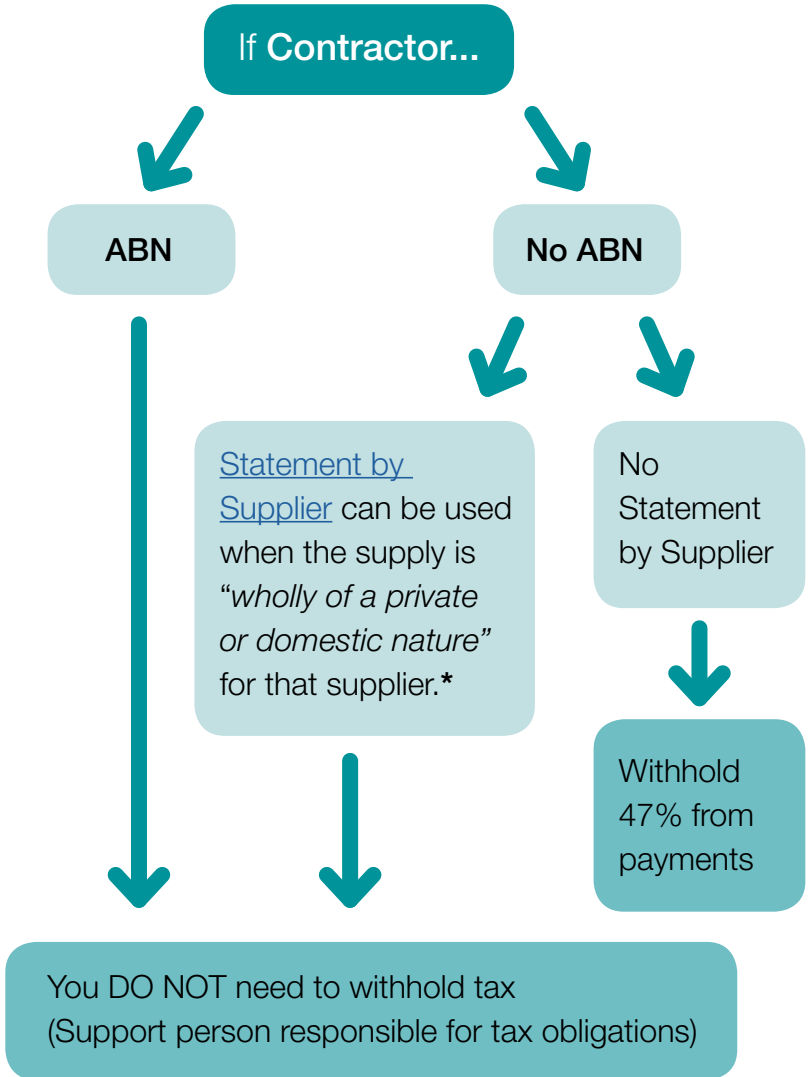 If Contractor...
ABN
No ABN
Statement by
Supplier can be used
when the supply is
“wholly of a private
or domestic nature”
for that supplier.*
No
Statement
by Supplier
Withhold
47% from
payments
You DO NOT need to withhold tax
(Support person responsible for tax obligations)